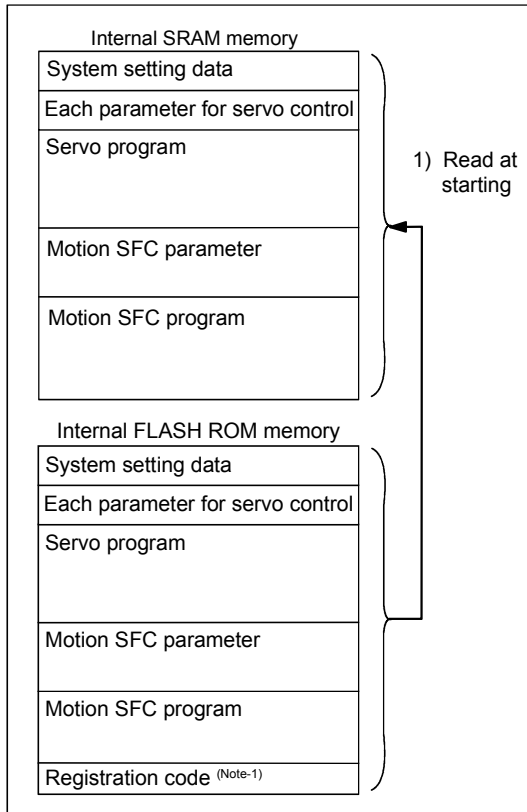 Internal SRAM memory
System setting data
Each parameter for servo control
Servo program
Motion SFC parameter
Motion SFC program
1) Read at
starting
Internal FLASH ROM memory
System setting data
Each parameter for servo control
Servo program
Motion SFC parameter
Motion SFC program
Registration code (Note-1)